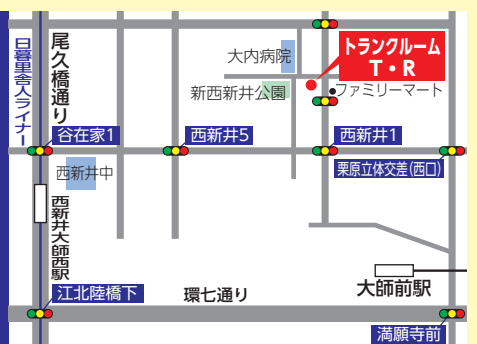 日暮里舎人ライナー
尾久橋通り
大内病院
トランクルーム
T・R
新西新井公園
ファミリーマート
谷在家1
西新井5
西新井1
栗原立体交差(西口)
西新井中
西新井大師西駅
大師前駅
江北陸橋下
環七通り
満願寺前